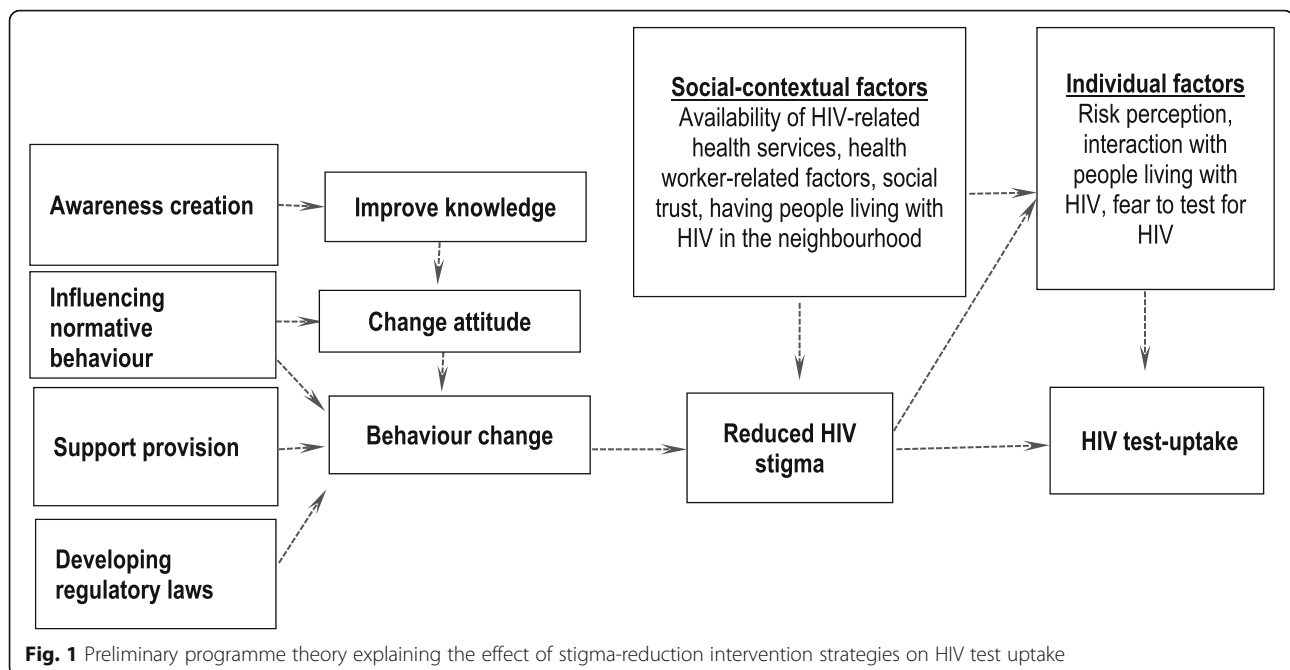 Awareness creation
Influencing
normative
behaviour
Support provision
Developing
regulatory laws
Improve knowledge
Change attitude
Behaviour change
Social-contextual factors
Availability of HIV-related
health services, health
worker-related factors, social
trust, having people living with
HIV in the neighbourhood
Reduced HIV
stigma
Individual factors
Risk perception,
interaction with
people living with
HIV, fear to test for
HIV
HIV test-uptake
Fig. 1 Preliminary programme theory explaining the effect of stigma-reduction intervention strategies on HIV test uptake